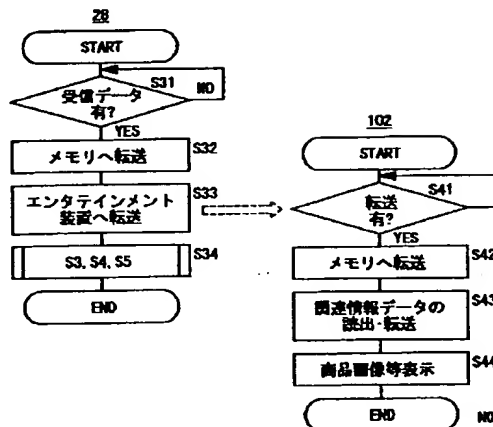 28
START
S31
受信データ
有?
NO
YES
メモリへ転送
S32
エンタテインメント
装置へ転送
S33
S3、S4、S5
S34
END
102
START
S41
転送
有?
YES
メモリへ転送
S42
関連情報データの
読出・転送
S43
商品画像等表示
S44
END
NO